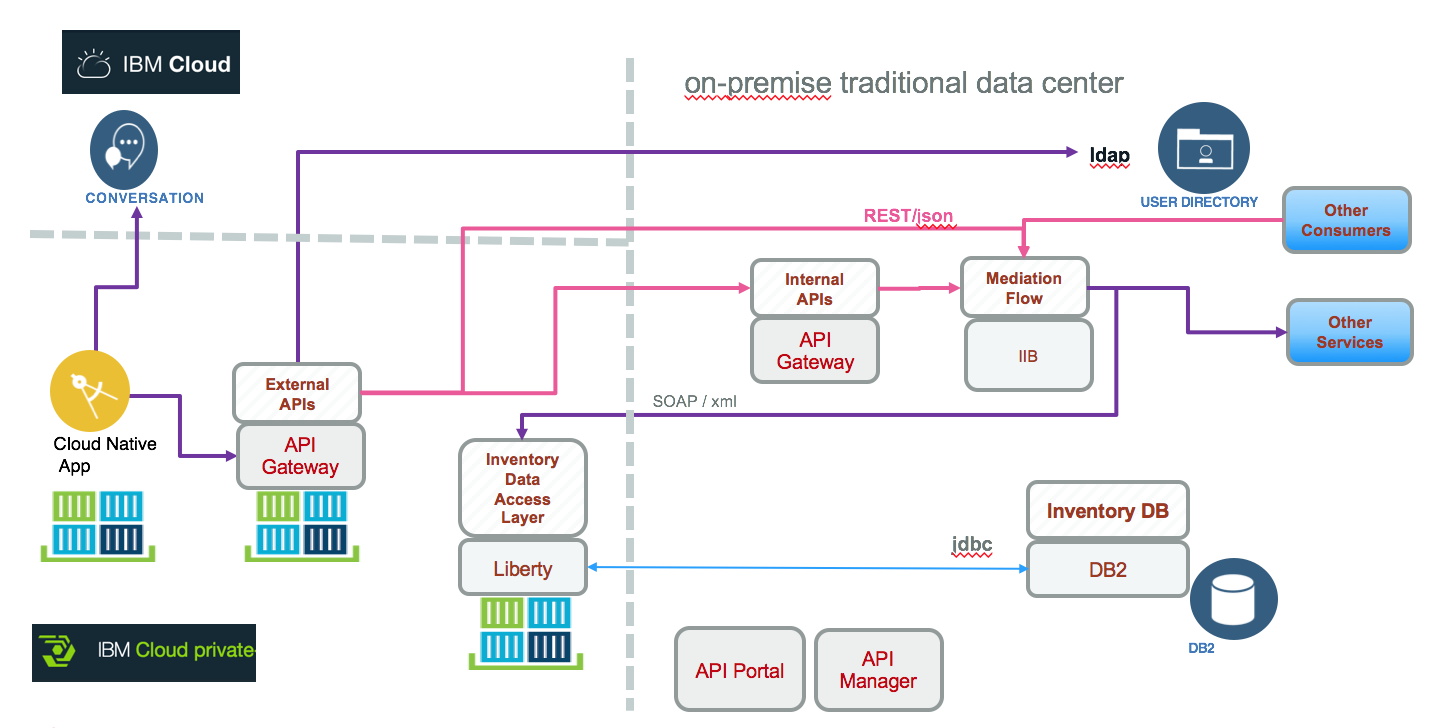 IBM Cloud
on-premise traditional data center
CONVERSATION
ldap
USER DIRECTORY
REST/json
Other
Consumers
Internal
APIs
API
Gateway
Mediation
Flow
IIB
Other
Services
External
APIs
API
Gateway
Cloud Native
App
SOAP / xml
Inventory
Data
Access
Layer
Liberty
jdbc
Inventory DB
DB2
DB2
IBM Cloud private
API Portal
API
Manager